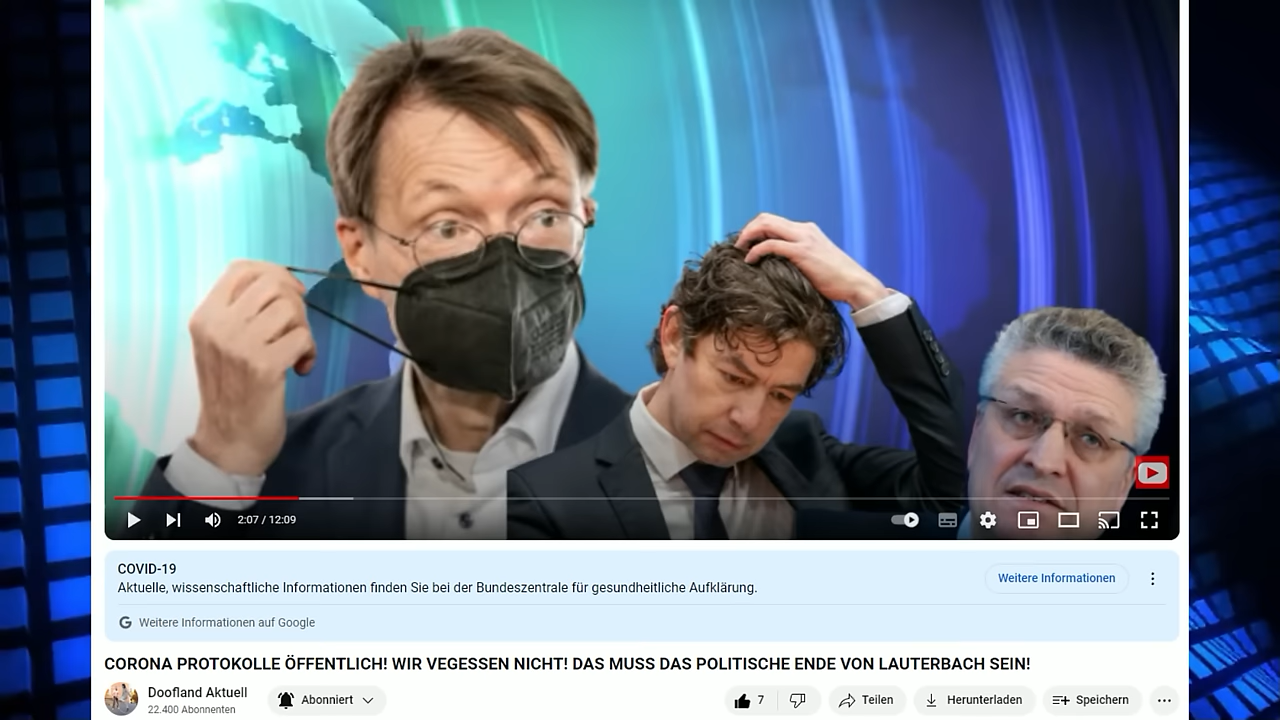 2:07 / 12:09
COVID-19
Aktuelle, wissenschaftliche Informationen finden Sie bei der Bundeszentrale für gesundheitliche Aufklärung.
Weitere Informationen
Weitere Informationen auf Google
CORONA PROTOKOLLE ÖFFENTLICH! WIR VEGESSEN NICHT! DAS MUSS DAS POLITISCHE ENDE VON LAUTERBACH SEIN!
Doofland Aktuell
22.400 Abonnenten
Abonniert
7
Teilen
Herunterladen
Speichern